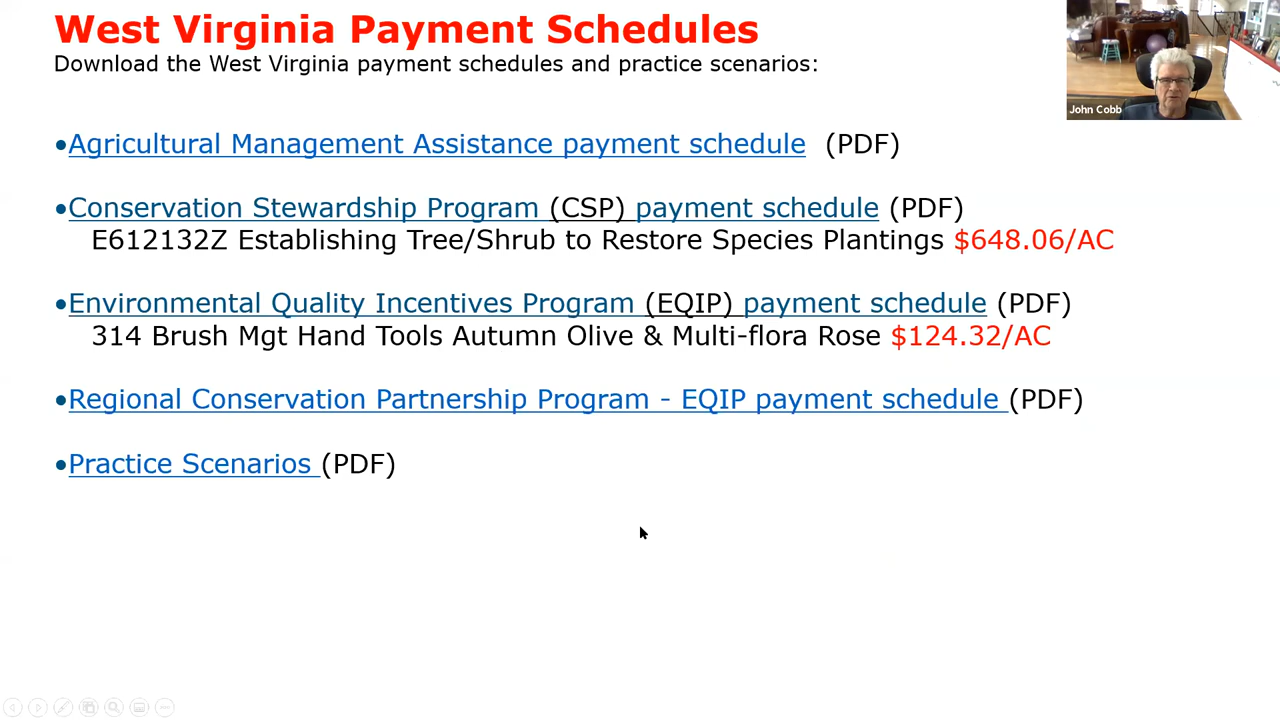 West Virginia Payment Schedules
Download the West Virginia payment schedules and practice scenarios:
John Cobb
•Agricultural Management Assistance payment schedule (PDF)
•Conservation Stewardship Program (CSP) payment schedule (PDF)
E612132Z Establishing Tree/Shrub to Restore Species Plantings $648.06/AC
•Environmental Quality Incentives Program (EQIP) payment schedule (PDF)
314 Brush Mgt Hand Tools Autumn Olive & Multi-flora Rose $124.32/AC
•Regional Conservation Partnership Program - EQIP payment schedule (PDF)
•Practice Scenarios (PDF)